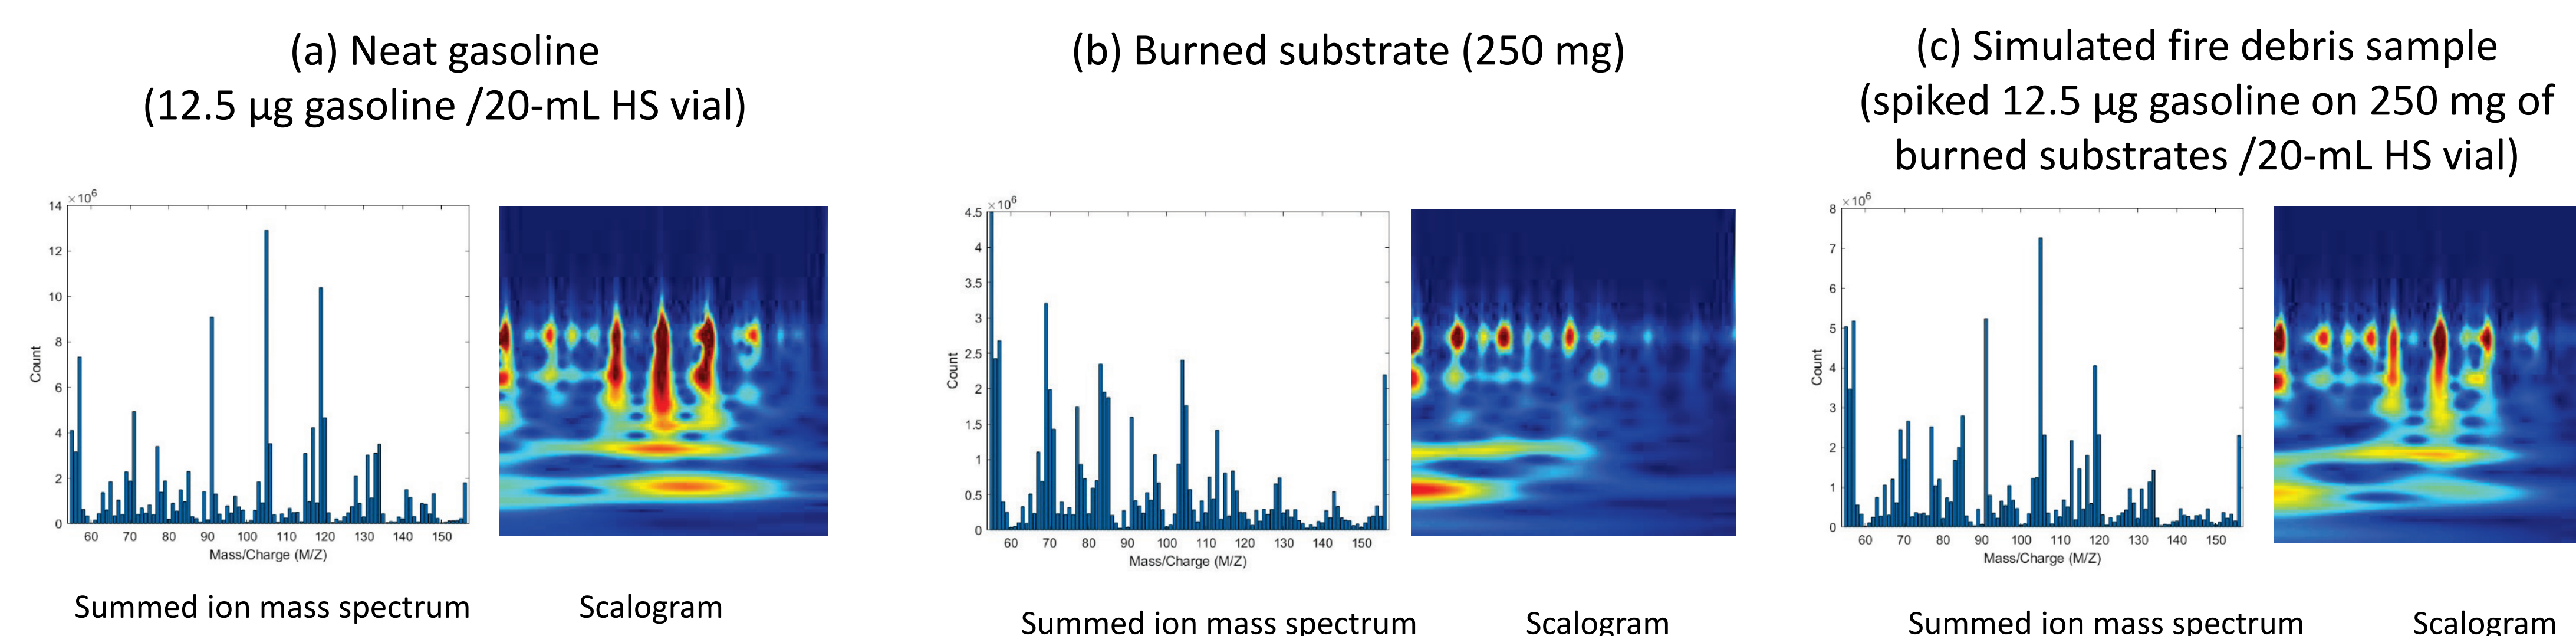 (a) Neat gasoline
(12.5 µg gasoline /20-mL HS vial)
×10⁶
14
12
10
8
6
4
2
0
Count
60 70 80 90 100 110 120 130 140 150
Mass/Charge (M/Z)
Summed ion mass spectrum
Scalogram
(b) Burned substrate (250 mg)
×10⁶
4.5
4
3.5
3
2.5
2
1.5
1
0.5
0
Count
60 70 80 90 100 110 120 130 140 150
Mass/Charge (M/Z)
Summed ion mass spectrum
Scalogram
(c) Simulated fire debris sample
(spiked 12.5 µg gasoline on 250 mg of
burned substrates /20-mL HS vial)
×10⁶
8
7
6
5
4
3
2
1
0
Count
60 70 80 90 100 110 120 130 140 150
Mass/Charge (M/Z)
Summed ion mass spectrum
Scalogram